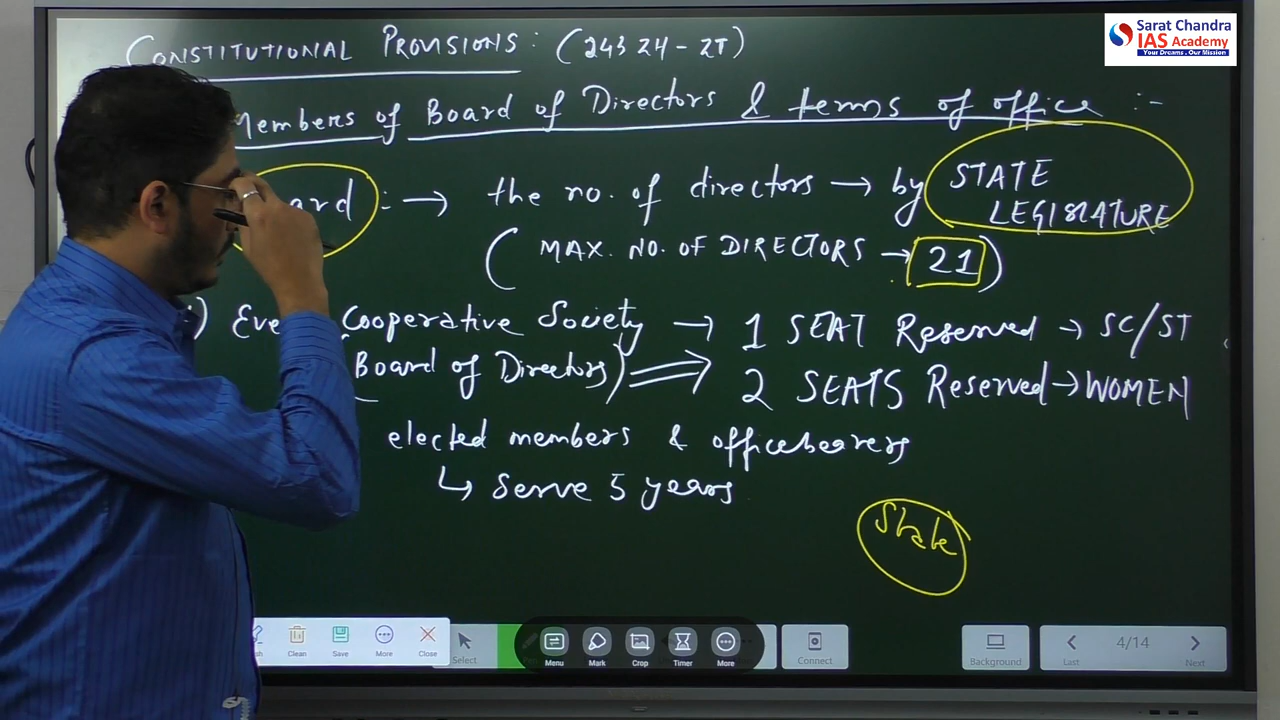 Sarat Chandra
IAS Academy
Your Dreams . Our Mission
CONSTITUTIONAL PROVISIONS : (243 ZH - ZT)
Members of Board of Directors & terms of office :-
ard : → the no. of directors → by STATE LEGISLATURE
( MAX. NO. OF DIRECTORS → 21 )
) Eve Cooperative Society → 1 SEAT Reserved → SC/ST
Board of Directors) ⇒ 2 SEATS Reserved → WOMEN
elected members & officebearers
↳ Serve 5 years
State
Clean Save More Close Select Menu Mark Crop Timer More Connect Background Last 4/14 Next